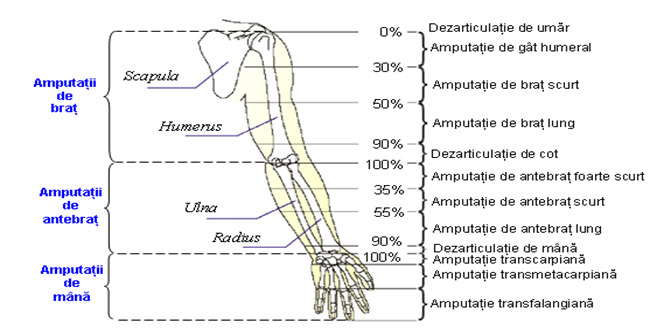 0%
Dezarticulație de umăr
Amputație de gât humeral
30%
Scapula
Amputații
de
braț
Amputație de braț scurt
50%
Humerus
Amputație de braț lung
90%
Dezarticulație de cot
100%
Amputație de antebraț foarte scurt
35%
Amputații
de
antebraț
Ulna
Amputație de antebraț scurt
55%
Radius
Amputație de antebraț lung
90%
Dezarticulație de mână
100%
Amputație transcarpiană
Amputații
de
mână
Amputație transmetacarpiană
Amputație transfalangiană